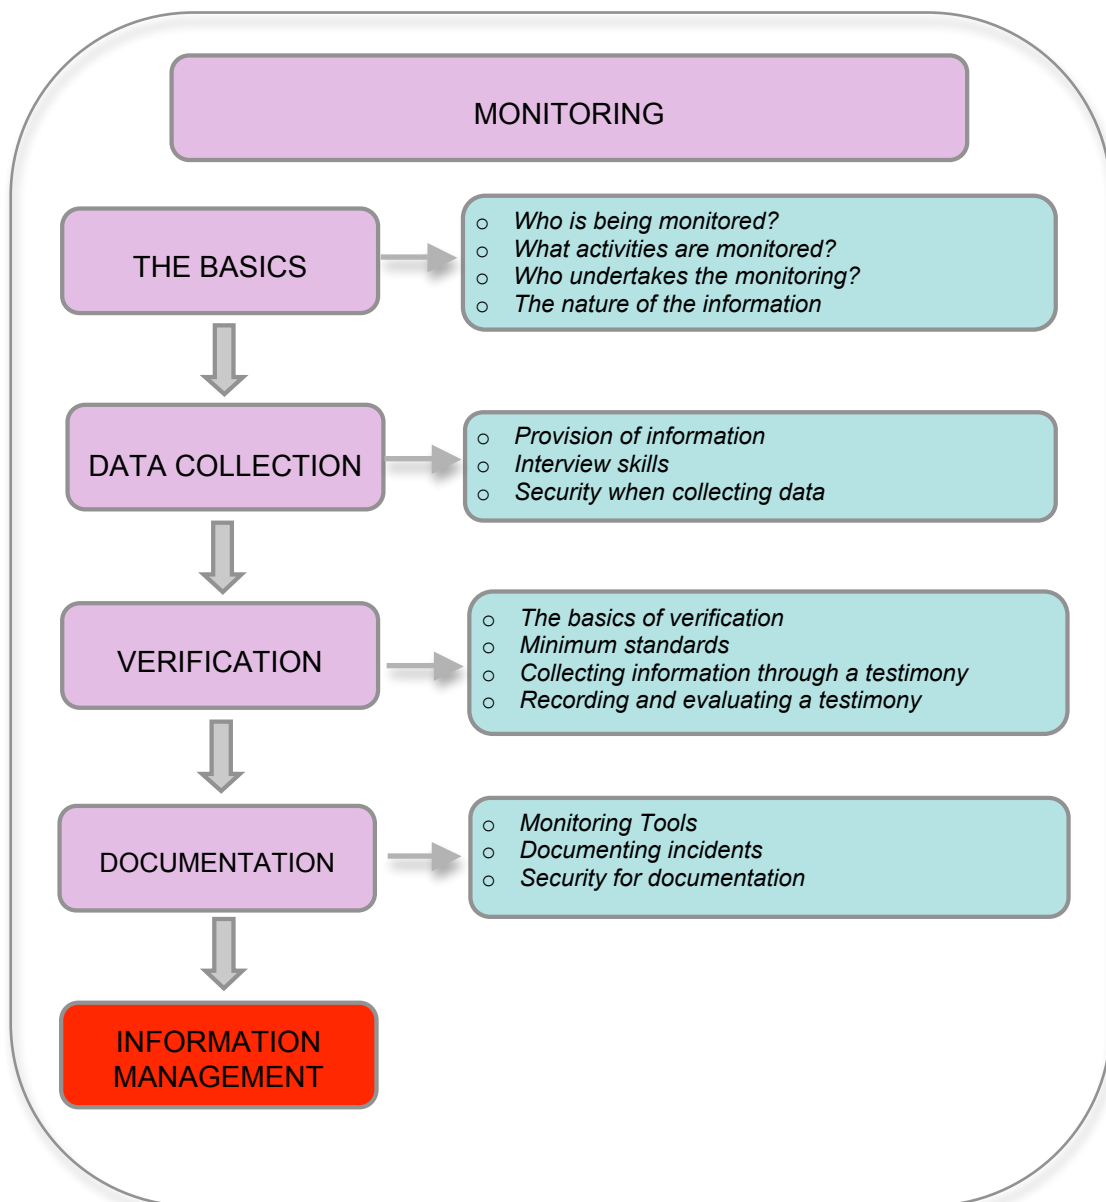 MONITORING
THE BASICS
o Who is being monitored?
o What activities are monitored?
o Who undertakes the monitoring?
o The nature of the information
DATA COLLECTION
o Provision of information
o Interview skills
o Security when collecting data
VERIFICATION
o The basics of verification
o Minimum standards
o Collecting information through a testimony
o Recording and evaluating a testimony
DOCUMENTATION
o Monitoring Tools
o Documenting incidents
o Security for documentation
INFORMATION
MANAGEMENT